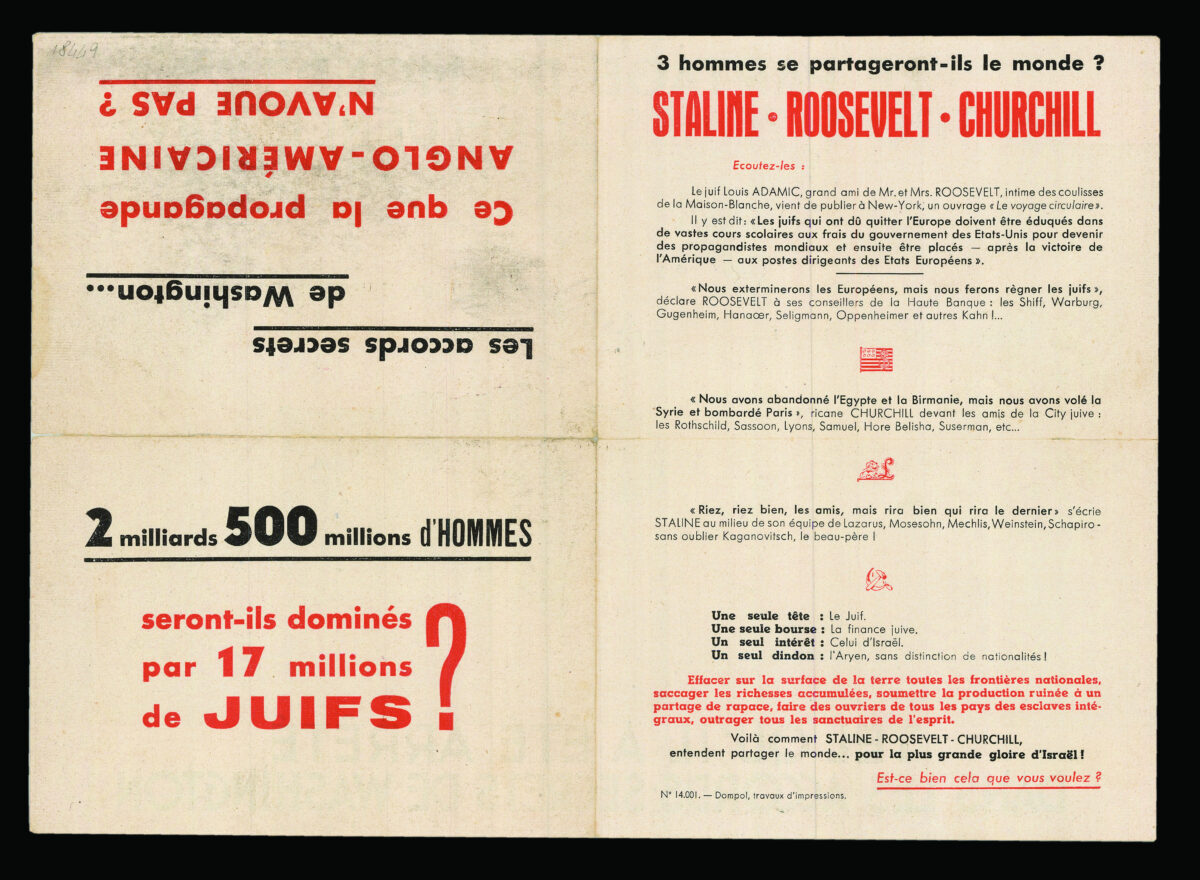 18449
Les accords secrets
de Washington...
Ce que la propagande
ANGLO-AMÉRICAINE
N'AVOUE PAS ?
2 milliards 500 millions d'HOMMES
seront-ils dominés
par 17 millions
de JUIFS ?
3 hommes se partageront-ils le monde ?
STALINE • ROOSEVELT • CHURCHILL
Ecoutez-les :
Le juif Louis ADAMIC, grand ami de Mr. et Mrs. ROOSEVELT, intime des coulisses
de la Maison-Blanche, vient de publier à New-York, un ouvrage « Le voyage circulaire ».
Il y est dit : « Les juifs qui ont dû quitter l'Europe doivent être éduqués dans
de vastes cours scolaires aux frais du gouvernement des Etats-Unis pour devenir
des propagandistes mondiaux et ensuite être placés — après la victoire de
l'Amérique — aux postes dirigeants des Etats Européens ».
« Nous exterminerons les Européens, mais nous ferons règner les juifs »,
déclare ROOSEVELT à ses conseillers de la Haute Banque : les Shiff, Warburg,
Gugenheim, Hanaœr, Seligmann, Oppenheimer et autres Kahn !...
« Nous avons abandonné l'Egypte et la Birmanie, mais nous avons volé la
Syrie et bombardé Paris », ricane CHURCHILL devant les amis de la City juive :
les Rothschild, Sassoon, Lyons, Samuel, Hore Belisha, Suserman, etc...
« Riez, riez bien, les amis, mais rira bien qui rira le dernier » s'écrie
STALINE au milieu de son équipe de Lazarus, Mosesohn, Mechlis, Weinstein, Schapiro -
sans oublier Kaganovitsch, le beau-père !
Une seule tête : Le Juif.
Une seule bourse : La finance juive.
Un seul intérêt : Celui d'Israël.
Un seul dindon : l'Aryen, sans distinction de nationalités !
Effacer sur la surface de la terre toutes les frontières nationales,
saccager les richesses accumulées, soumettre la production ruinée à un
partage de rapace, faire des ouvriers de tous les pays des esclaves inté-
graux, outrager tous les sanctuaires de l'esprit.
Voilà comment STALINE - ROOSEVELT - CHURCHILL,
entendent partager le monde... pour la plus grande gloire d'Israël !
Est-ce bien cela que vous voulez ?
N° 14.001. — Dompol, travaux d'impressions.